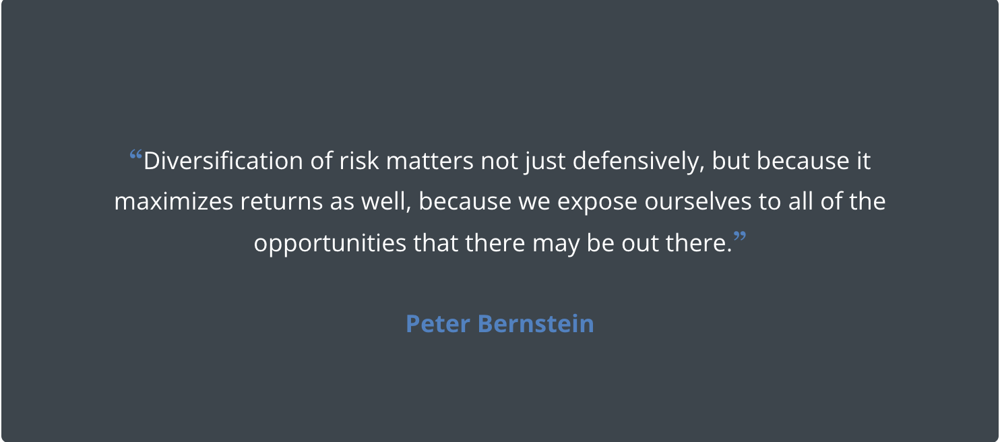 “Diversification of risk matters not just defensively, but because it
maximizes returns as well, because we expose ourselves to all of the
opportunities that there may be out there.”
Peter Bernstein